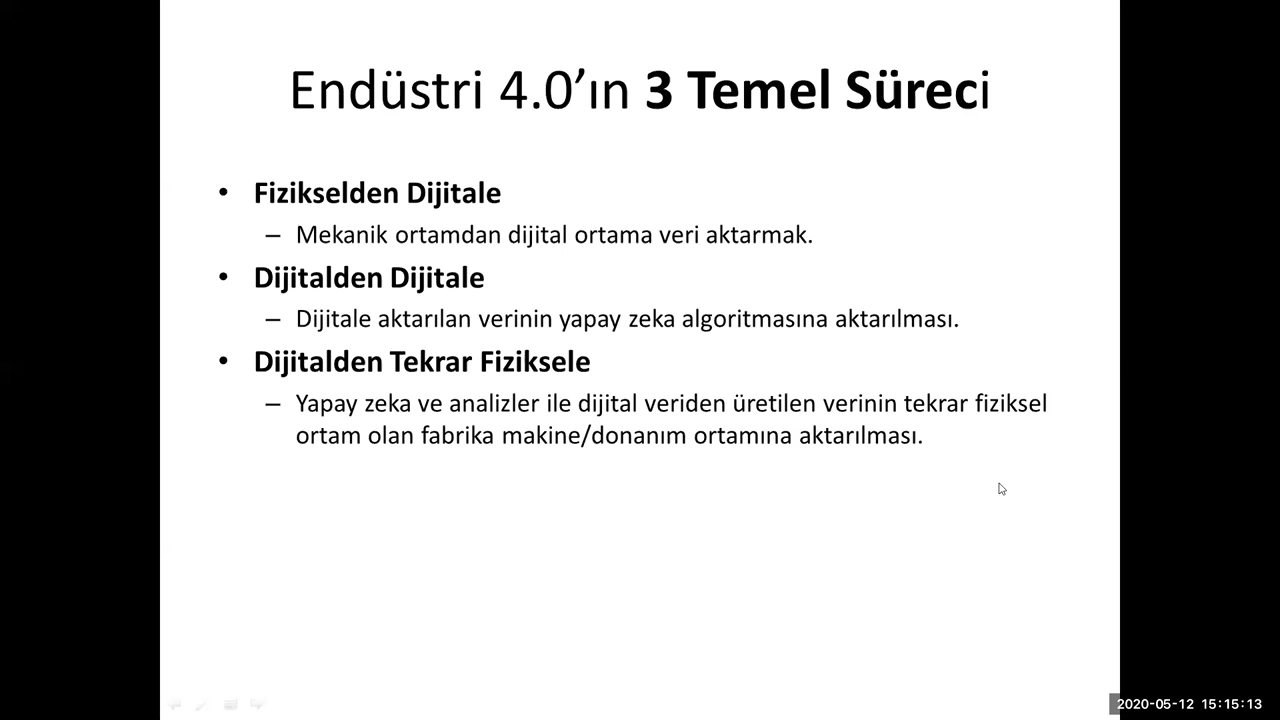 Endüstri 4.0’ın 3 Temel Süreci
• Fizikselden Dijitale
– Mekanik ortamdan dijital ortama veri aktarmak.
• Dijitalden Dijitale
– Dijitale aktarılan verinin yapay zeka algoritmasına aktarılması.
• Dijitalden Tekrar Fiziksele
– Yapay zeka ve analizler ile dijital veriden üretilen verinin tekrar fiziksel
ortam olan fabrika makine/donanım ortamına aktarılması.
2020-05-12 15:15:13